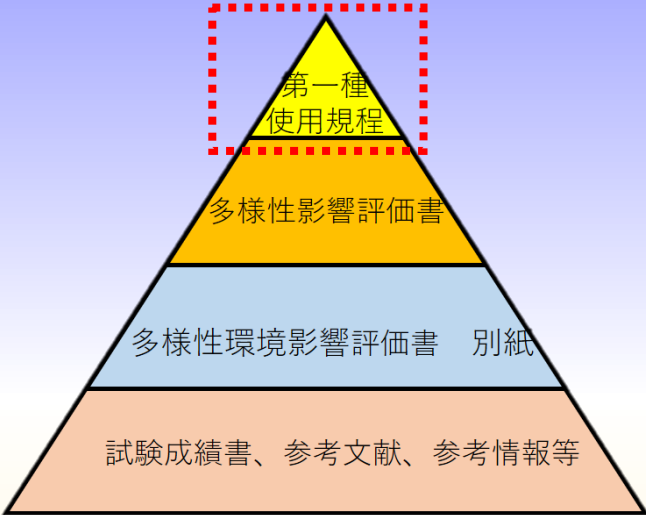 第一種
使用規程
多様性影響評価書
多様性環境影響評価書　別紙
試験成績書、参考文献、参考情報等